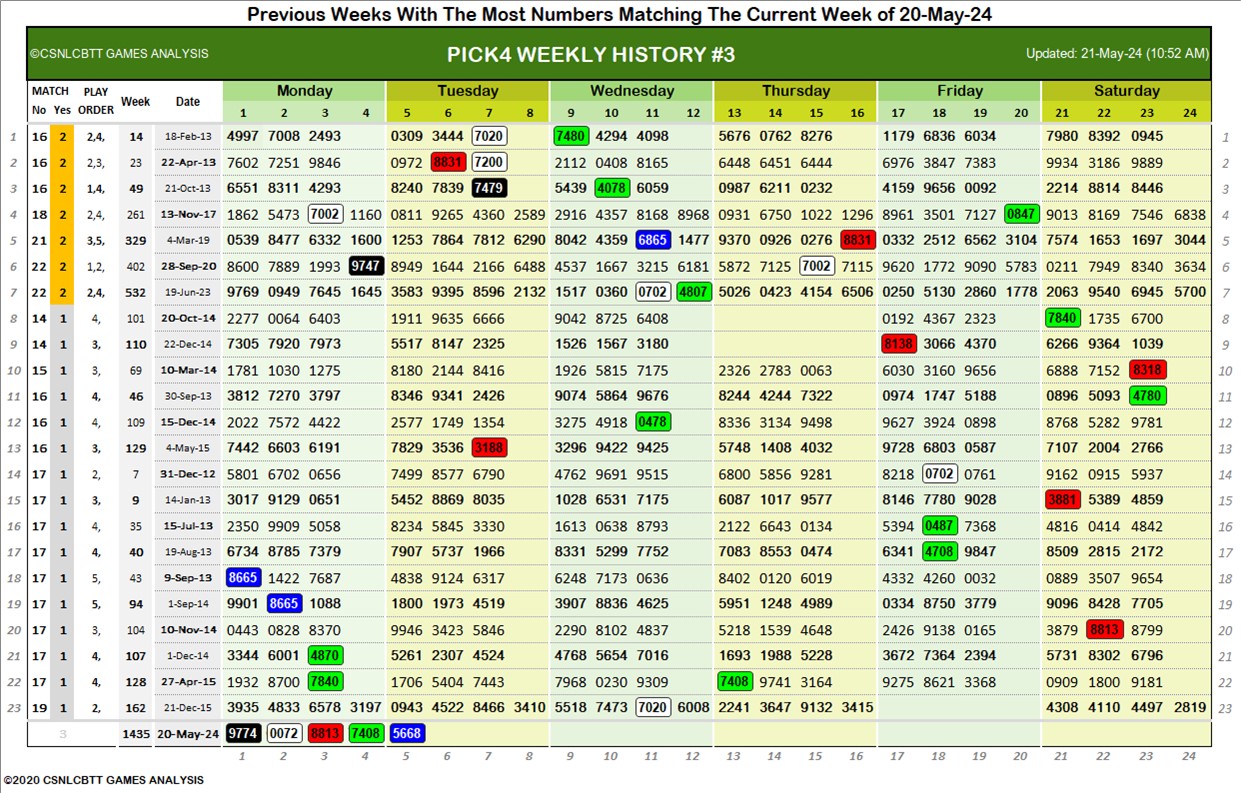 Previous Weeks With The Most Numbers Matching The Current Week of 20-May-24
©CSNLCBTT GAMES ANALYSIS PICK4 WEEKLY HISTORY #3 Updated: 21-May-24 (10:52 AM)
MATCH PLAY Week Date Monday Tuesday Wednesday Thursday Friday Saturday
No Yes ORDER 1 2 3 4 5 6 7 8 9 10 11 12 13 14 15 16 17 18 19 20 21 22 23 24
1 16 2 2,4, 14 18-Feb-13 4997 7008 2493 0309 3444 7020 7480 4294 4098 5676 0762 8276 1179 6836 6034 7980 8392 0945 1
2 16 2 2,3, 23 22-Apr-13 7602 7251 9846 0972 8831 7200 2112 0408 8165 6448 6451 6444 6976 3847 7383 9934 3186 9889 2
3 16 2 1,4, 49 21-Oct-13 6551 8311 4293 8240 7839 7479 5439 4078 6059 0987 6211 0232 4159 9656 0092 2214 8814 8446 3
4 18 2 2,4, 261 13-Nov-17 1862 5473 7002 1160 0811 9265 4360 2589 2916 4357 8168 8968 0931 6750 1022 1296 8961 3501 7127 0847 9013 8169 7546 6838 4
5 21 2 3,5, 329 4-Mar-19 0539 8477 6332 1600 1253 7864 7812 6290 8042 4359 6865 1477 9370 0926 0276 8831 0332 2512 6562 3104 7574 1653 1697 3044 5
6 22 2 1,2, 402 28-Sep-20 8600 7889 1993 9747 8949 1644 2166 6488 4537 1667 3215 6181 5872 7125 7002 7115 9620 1772 9090 5783 0211 7949 8340 3634 6
7 22 2 2,4, 532 19-Jun-23 9769 0949 7645 1645 3583 9395 8596 2132 1517 0360 0702 4807 5026 0423 4154 6506 0250 5130 2860 1778 2063 9540 6945 5700 7
8 14 1 4, 101 20-Oct-14 2277 0064 6403 1911 9635 6666 9042 8725 6408 0192 4367 2323 7840 1735 6700 8
9 14 1 3, 110 22-Dec-14 7305 7920 7973 5517 8147 2325 1526 1567 3180 8138 3066 4370 6266 9364 1039 9
10 15 1 3, 69 10-Mar-14 1781 1030 1275 8180 2144 8416 1926 5815 7175 2326 2783 0063 6030 3160 9656 6888 7152 8318 10
11 16 1 4, 46 30-Sep-13 3812 7270 3797 8346 9341 2426 9074 5864 9676 8244 4244 7322 0974 1747 5188 0896 5093 4780 11
12 16 1 4, 109 15-Dec-14 2022 7572 4422 2577 1749 1354 3275 4918 0478 8336 3134 9498 9627 3924 0898 8768 5282 9781 12
13 16 1 3, 129 4-May-15 7442 6603 6191 7829 3536 3188 3296 9422 9425 5748 1408 4032 9728 6803 0587 7107 2004 2766 13
14 17 1 2, 7 31-Dec-12 5801 6702 0656 7499 8577 6790 4762 9691 9515 6800 5856 9281 8218 0702 0761 9162 0915 5937 14
15 17 1 3, 9 14-Jan-13 3017 9129 0651 5452 8869 8035 1028 6531 7175 6087 1017 9577 8146 7780 9028 3881 5389 4859 15
16 17 1 4, 35 15-Jul-13 2350 9909 5058 8234 5845 3330 1613 0638 8793 2122 6643 0134 5394 0487 7368 4816 0414 4842 16
17 17 1 4, 40 19-Aug-13 6734 8785 7379 7907 5737 1966 8331 5299 7752 7083 8553 0474 6341 4708 9847 8509 2815 2172 17
18 17 1 5, 43 9-Sep-13 8665 1422 7687 4838 9124 6317 6248 7173 0636 8402 0120 6019 4332 4260 0032 0889 3507 9654 18
19 17 1 5, 94 1-Sep-14 9901 8665 1088 1800 1973 4519 3907 8836 4625 5951 1248 4989 0334 8750 3779 9096 8428 7705 19
20 17 1 3, 104 10-Nov-14 0443 0828 8370 9946 3423 5846 2290 8102 4837 5218 1539 4648 2426 9138 0165 3879 8813 8799 20
21 17 1 4, 107 1-Dec-14 3344 6001 4870 5261 2307 4524 4768 5654 7016 1693 1988 5228 3672 7364 2394 5731 8302 6796 21
22 17 1 4, 128 27-Apr-15 1932 8700 7840 1706 5404 7443 7968 0230 9309 7408 9741 3164 9275 8621 3368 0909 1800 9181 22
23 19 1 2, 162 21-Dec-15 3935 4833 6578 3197 0943 4522 8466 3410 5518 7473 7020 6008 2241 3647 9132 3415 4308 4110 4497 2819 23
3 1435 20-May-24 9774 0072 8813 7408 5668
1 2 3 4 5 6 7 8 9 10 11 12 13 14 15 16 17 18 19 20 21 22 23 24
©2020 CSNLCBTT GAMES ANALYSIS